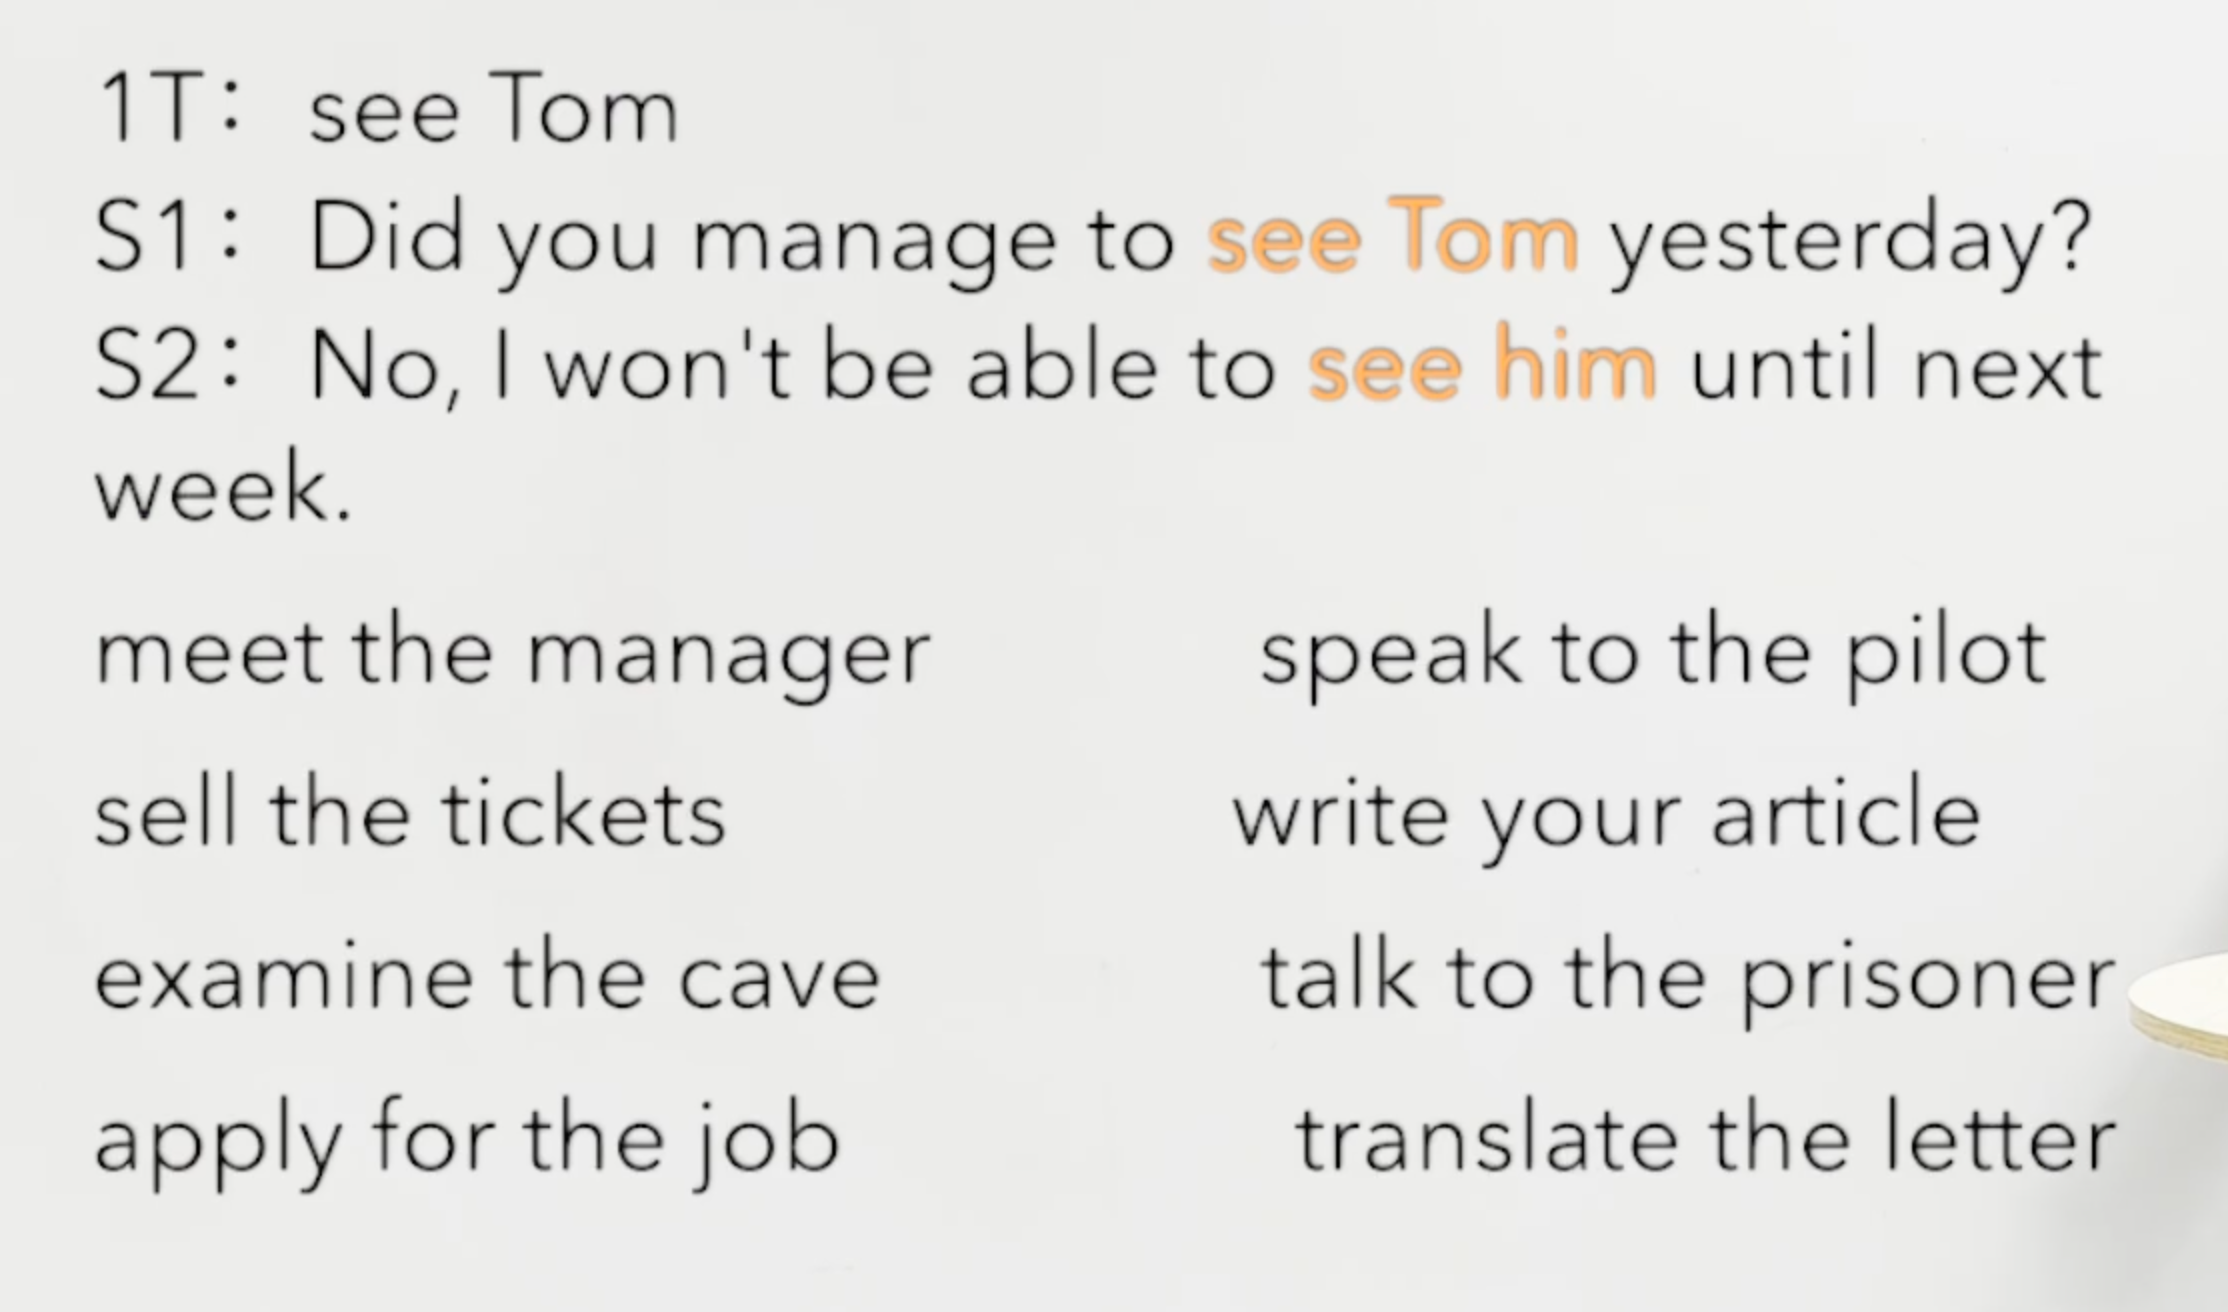 1T： see Tom
S1： Did you manage to see Tom yesterday?
S2： No, I won't be able to see him until next
week.
meet the manager speak to the pilot
sell the tickets write your article
examine the cave talk to the prisoner
apply for the job translate the letter